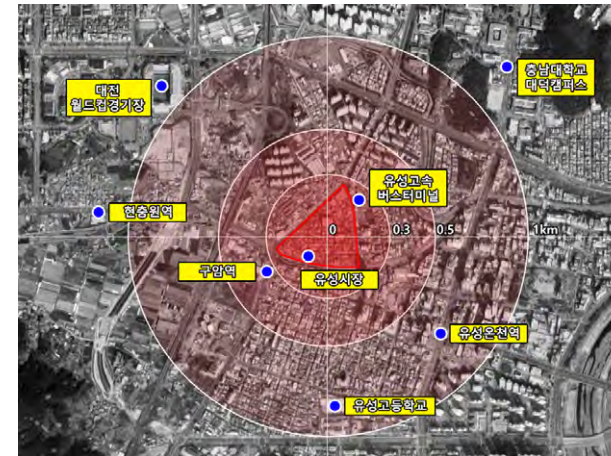 충남대학교
대덕캠퍼스
대전
월드컵경기장
유성고속
버스터미널
현충원역
0
0.3
0.5
1km
구암역
유성시장
유성온천역
유성고등학교